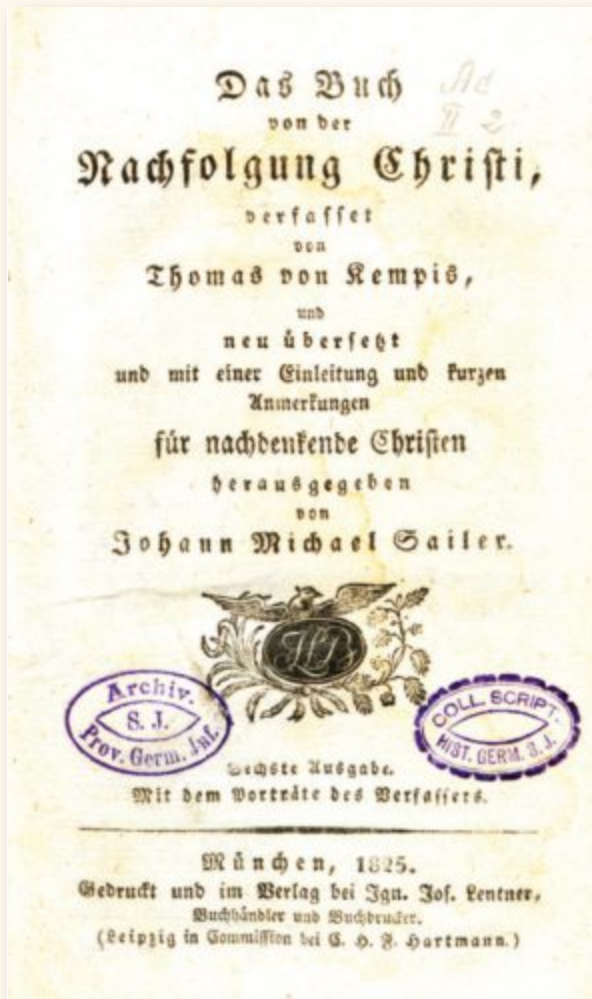 Das Buch
von der
Nachfolgung Christi,
verfasset
von
Thomas von Kempis,
und
neu übersetzt
und mit einer Einleitung und kurzen
Anmerkungen
für nachdenkende Christen
herausgegeben
von
Johann Michael Sailer.
Archiv.
S. J.
Prov. Germ. Inf.
COLL. SCRIPT.
HIST. GERM. S. J.
Sechste Ausgabe.
Mit dem Porträte des Verfassers.
München, 1825.
Gedruckt und im Verlag bei Ign. Jos. Lentner,
Buchhändler und Buchdrucker.
(Leipzig in Commission bei C. H. F. Hartmann.)